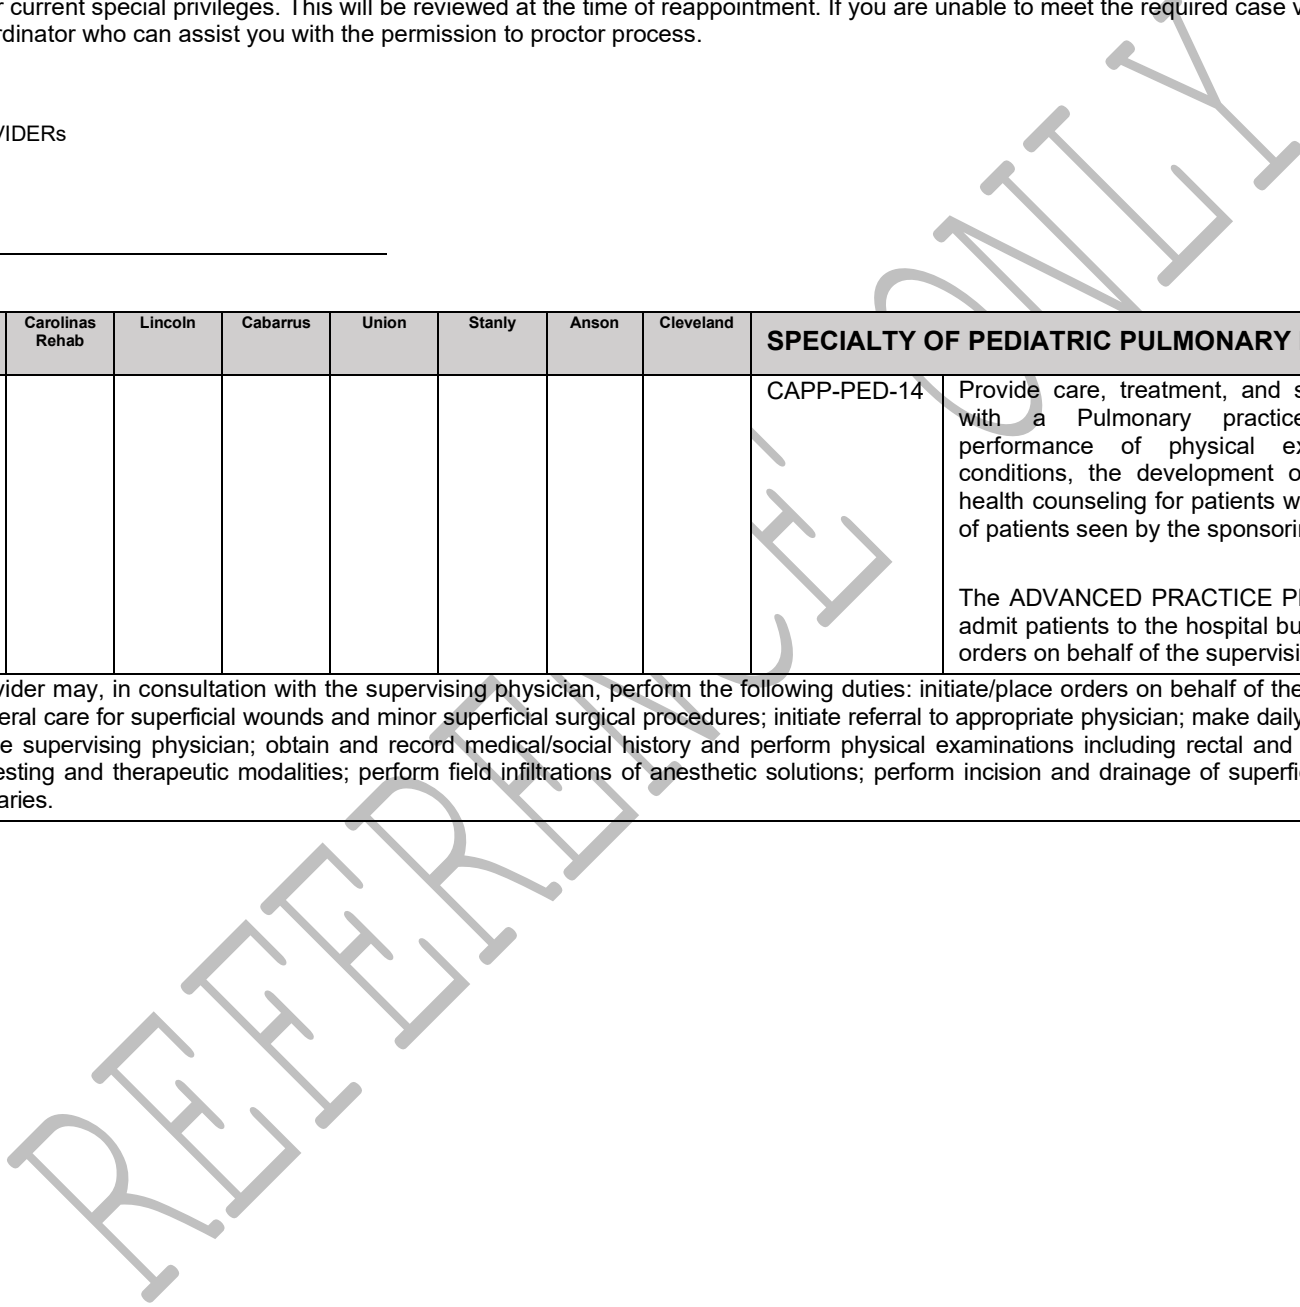 r current special privileges. This will be reviewed at the time of reappointment. If you are unable to meet the required case v
rdinator who can assist you with the permission to proctor process.
VIDERs
Carolinas Rehab Lincoln Cabarrus Union Stanly Anson Cleveland SPECIALTY OF PEDIATRIC PULMONARY
CAPP-PED-14 Provide care, treatment, and s
with a Pulmonary practice
performance of physical ex
conditions, the development o
health counseling for patients w
of patients seen by the sponsori
The ADVANCED PRACTICE P
admit patients to the hospital bu
orders on behalf of the supervisi
vider may, in consultation with the supervising physician, perform the following duties: initiate/place orders on behalf of the
eral care for superficial wounds and minor superficial surgical procedures; initiate referral to appropriate physician; make daily
e supervising physician; obtain and record medical/social history and perform physical examinations including rectal and
esting and therapeutic modalities; perform field infiltrations of anesthetic solutions; perform incision and drainage of superfi
aries.
REFERENCE ONLY